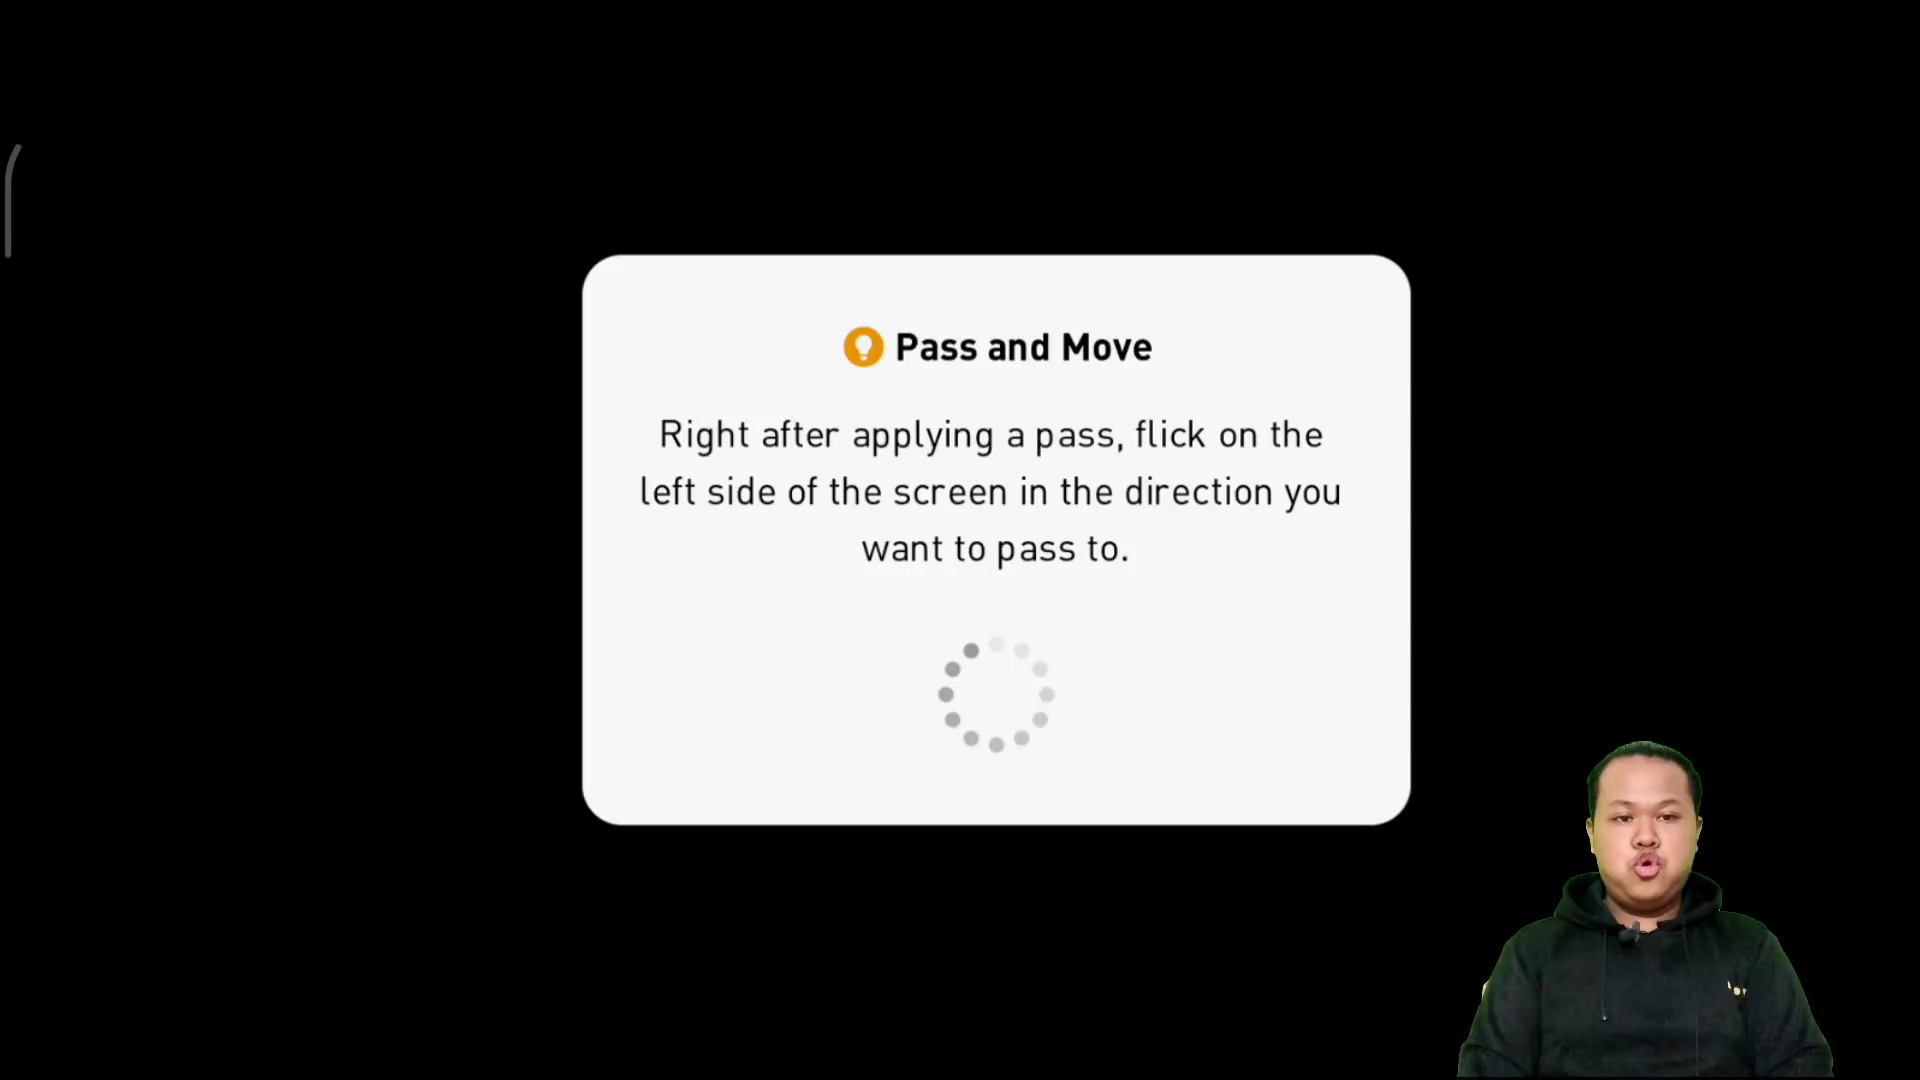 Pass and Move
Right after applying a pass, flick on the
left side of the screen in the direction you
want to pass to.